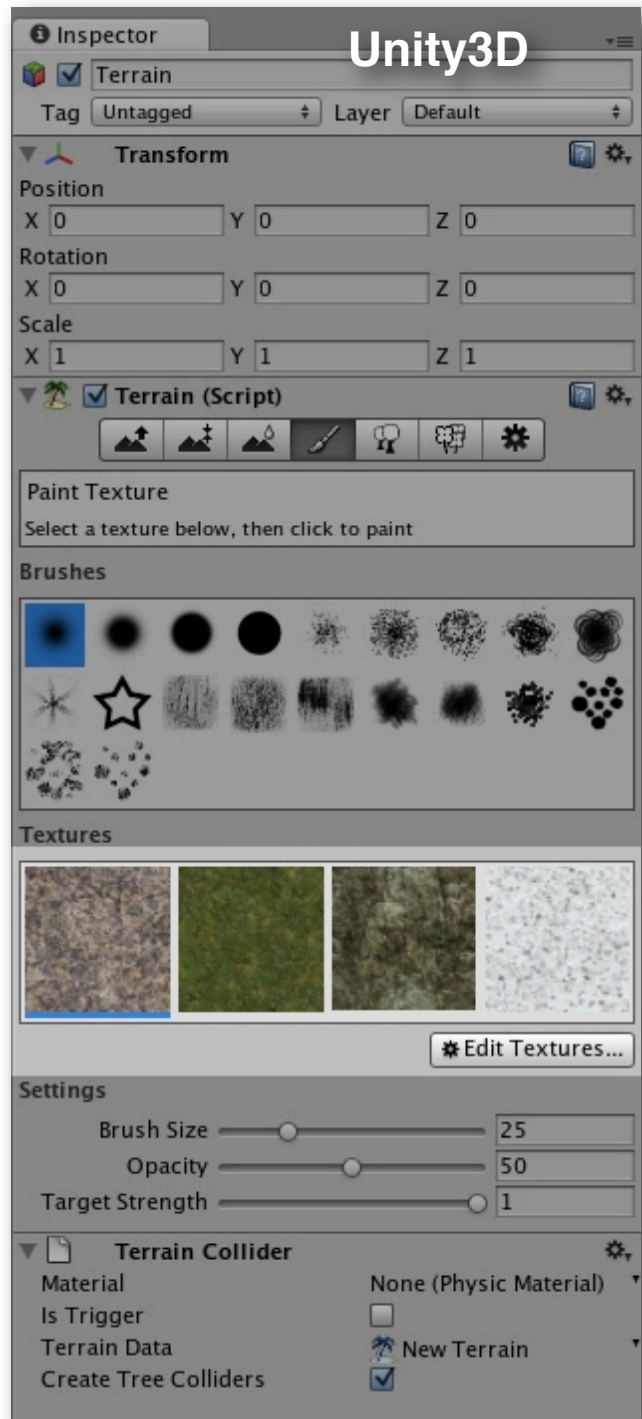 Inspector
Unity3D
Terrain
Tag Untagged Layer Default
Transform
Position
X 0 Y 0 Z 0
Rotation
X 0 Y 0 Z 0
Scale
X 1 Y 1 Z 1
Terrain (Script)
Paint Texture
Select a texture below, then click to paint
Brushes
Textures
Edit Textures...
Settings
Brush Size 25
Opacity 50
Target Strength 1
Terrain Collider
Material None (Physic Material)
Is Trigger
Terrain Data New Terrain
Create Tree Colliders